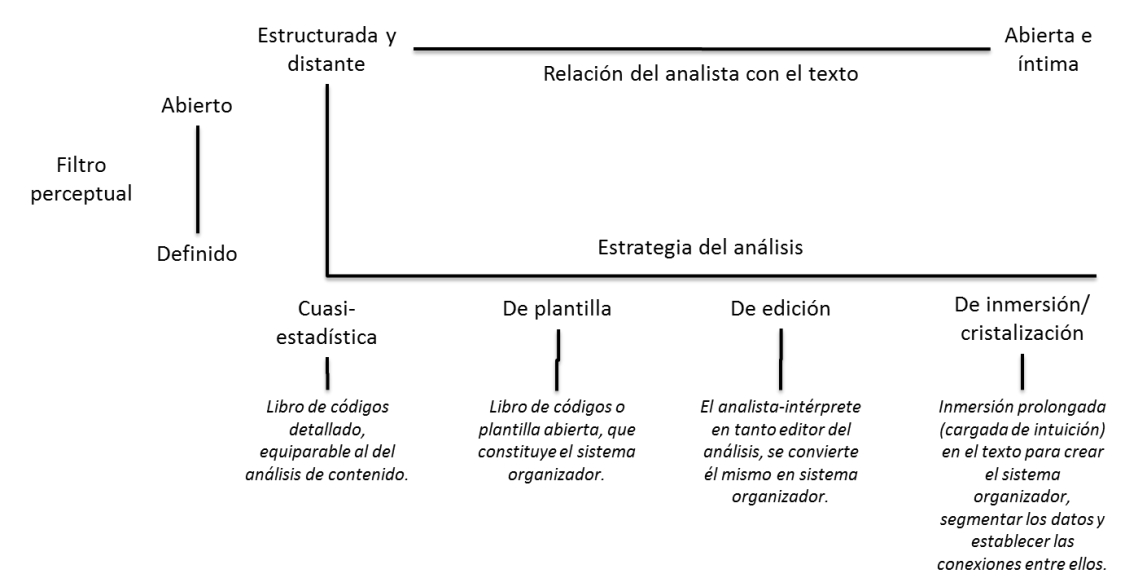 Estructurada y
distante
Relación del analista con el texto
Abierta e
íntima
Filtro
perceptual
Abierto
Definido
Estrategia del análisis
Cuasi-
estadística
Libro de códigos
detallado,
equiparable al del
análisis de contenido.
De plantilla
Libro de códigos o
plantilla abierta, que
constituye el sistema
organizador.
De edición
El analista-intérprete
en tanto editor del
análisis, se convierte
él mismo en sistema
organizador.
De inmersión/
cristalización
Inmersión prolongada
(cargada de intuición)
en el texto para crear
el sistema
organizador,
segmentar los datos y
establecer las
conexiones entre ellos.